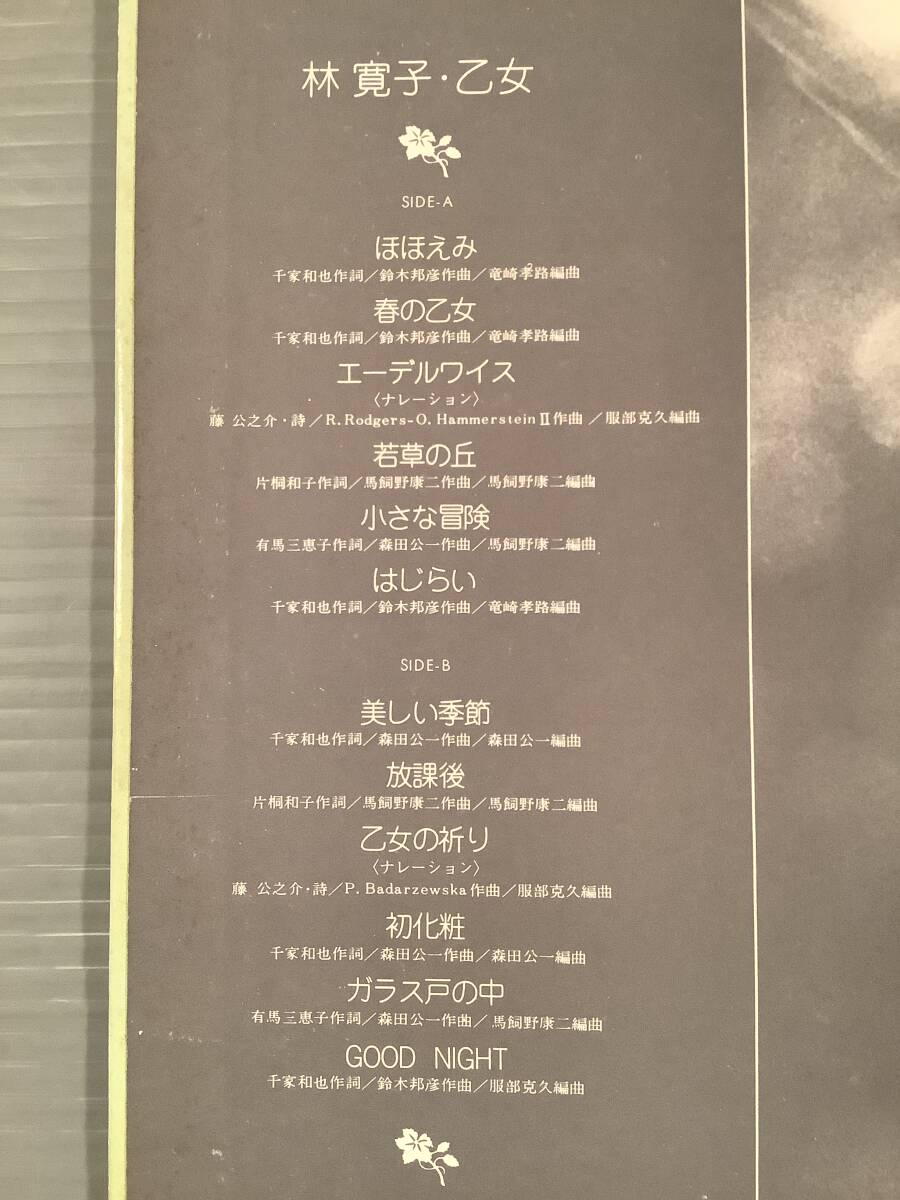 林 寛子・乙女
SIDE-A
ほほえみ
千家和也作詞／鈴木邦彦作曲／竜崎孝路編曲
春の乙女
千家和也作詞／鈴木邦彦作曲／竜崎孝路編曲
エーデルワイス
〈ナレーション〉
藤 公之介・詩／R. Rodgers-O. Hammerstein II作曲／服部克久編曲
若草の丘
片桐和子作詞／馬飼野康二作曲／馬飼野康二編曲
小さな冒険
有馬三恵子作詞／森田公一作曲／馬飼野康二編曲
はじらい
千家和也作詞／鈴木邦彦作曲／竜崎孝路編曲
SIDE-B
美しい季節
千家和也作詞／森田公一作曲／森田公一編曲
放課後
片桐和子作詞／馬飼野康二作曲／馬飼野康二編曲
乙女の祈り
〈ナレーション〉
藤 公之介・詩／P. Badarzewska作曲／服部克久編曲
初化粧
千家和也作詞／森田公一作曲／森田公一編曲
ガラス戸の中
有馬三恵子作詞／森田公一作曲／馬飼野康二編曲
GOOD NIGHT
千家和也作詞／鈴木邦彦作曲／服部克久編曲